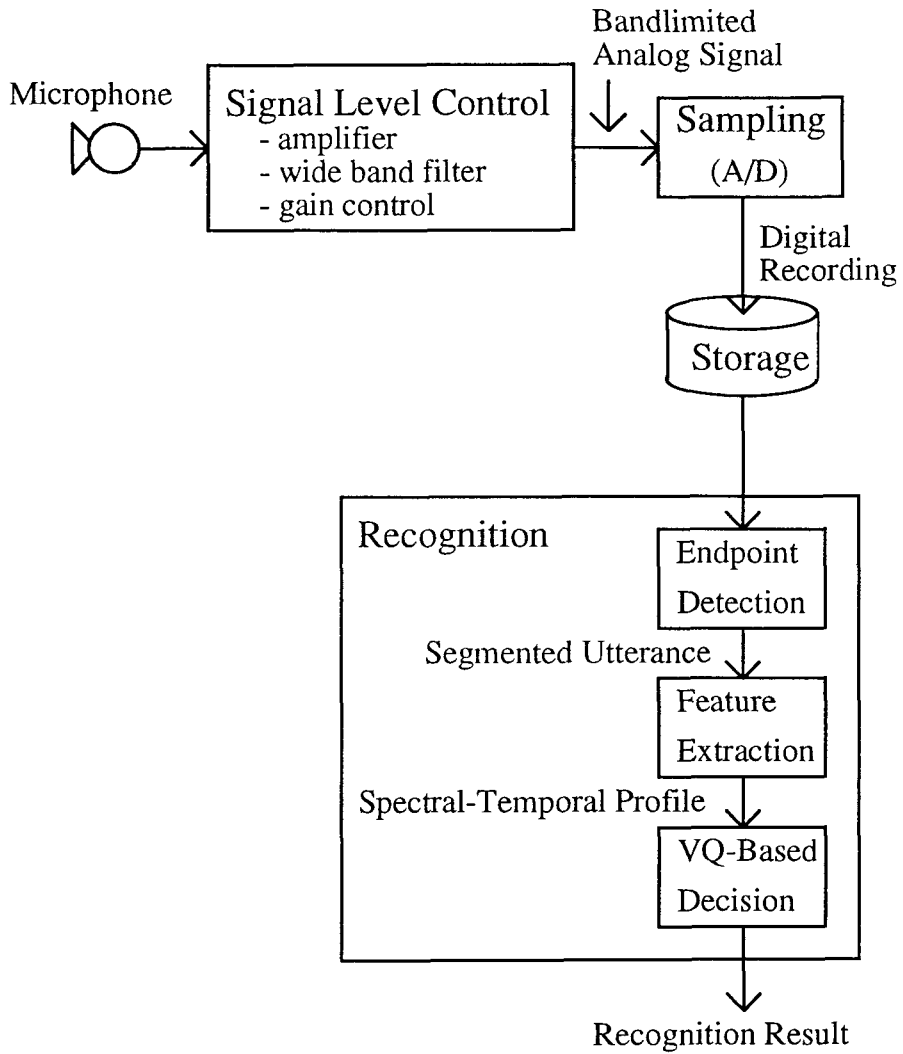 Bandlimited
Analog Signal
Microphone
Signal Level Control
- amplifier
- wide band filter
- gain control
Sampling
(A/D)
Digital
Recording
Storage
Recognition
Endpoint
Detection
Segmented Utterance
Feature
Extraction
Spectral-Temporal Profile
VQ-Based
Decision
Recognition Result